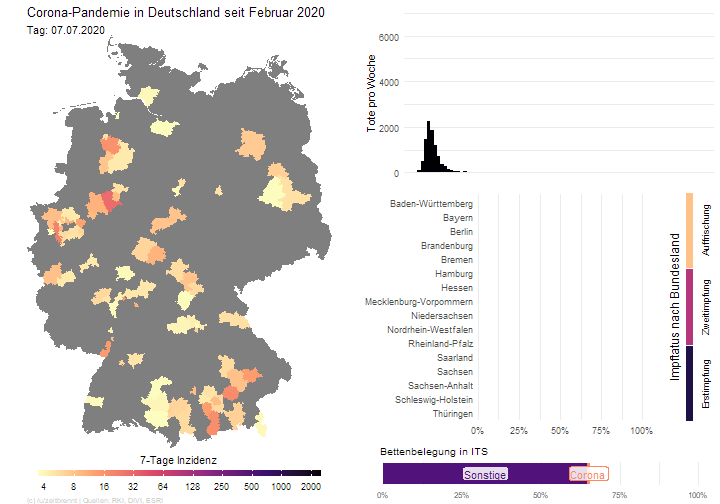 Corona-Pandemie in Deutschland seit Februar 2020
Tag: 07.07.2020
7-Tage Inzidenz
4 8 16 32 64 128 250 500 1000 2000
(c) /u/zeitbrennt | Quellen: RKI, DIVI, ESRI
Tote pro Woche
6000
4000
2000
0
Baden-Württemberg
Bayern
Berlin
Brandenburg
Bremen
Hamburg
Hessen
Mecklenburg-Vorpommern
Niedersachsen
Nordrhein-Westfalen
Rheinland-Pfalz
Saarland
Sachsen
Sachsen-Anhalt
Schleswig-Holstein
Thüringen
0% 25% 50% 75% 100%
Impfstatus nach Bundesland
Auffrischung
Zweitimpfung
Erstimpfung
Bettenbelegung in ITS
Sonstige
Corona
0% 25% 50% 75% 100%